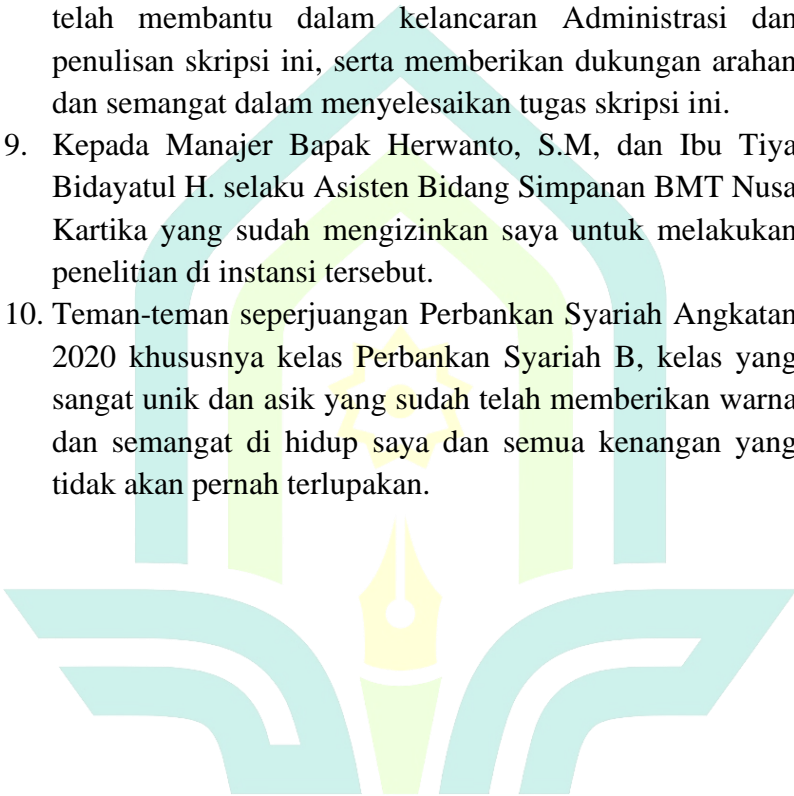 telah membantu dalam kelancaran Administrasi dan
penulisan skripsi ini, serta memberikan dukungan arahan
dan semangat dalam menyelesaikan tugas skripsi ini.
9. Kepada Manajer Bapak Herwanto, S.M, dan Ibu Tiya
Bidayatul H. selaku Asisten Bidang Simpanan BMT Nusa
Kartika yang sudah mengizinkan saya untuk melakukan
penelitian di instansi tersebut.
10. Teman-teman seperjuangan Perbankan Syariah Angkatan
2020 khususnya kelas Perbankan Syariah B, kelas yang
sangat unik dan asik yang sudah telah memberikan warna
dan semangat di hidup saya dan semua kenangan yang
tidak akan pernah terlupakan.